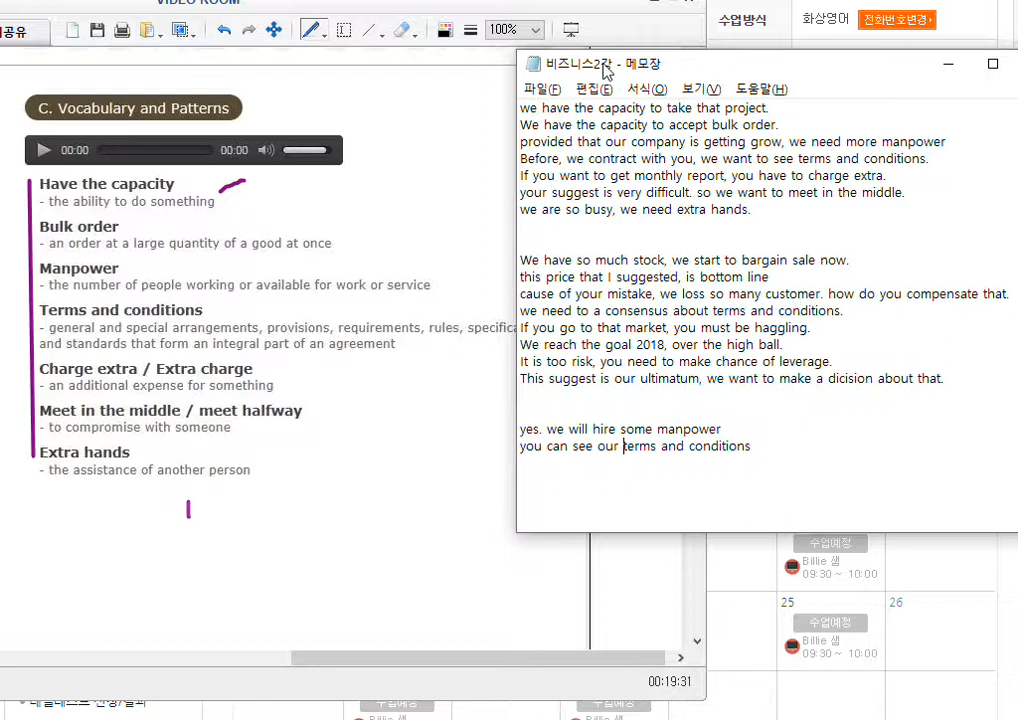 VIDEO ROOM
공유
100%
C. Vocabulary and Patterns
00:00 00:00
Have the capacity
- the ability to do something
Bulk order
- an order at a large quantity of a good at once
Manpower
- the number of people working or available for work or service
Terms and conditions
- general and special arrangements, provisions, requirements, rules, specifica
and standards that form an integral part of an agreement
Charge extra / Extra charge
- an additional expense for something
Meet in the middle / meet halfway
- to compromise with someone
Extra hands
- the assistance of another person
00:19:31
수업방식
화상영어 전화번호변경
비즈니스2강 - 메모장
파일(F) 편집(E) 서식(O) 보기(V) 도움말(H)
we have the capacity to take that project.
We have the capacity to accept bulk order.
provided that our company is getting grow, we need more manpower
Before, we contract with you, we want to see terms and conditions.
If you want to get monthly report, you have to charge extra.
your suggest is very difficult. so we want to meet in the middle.
we are so busy, we need extra hands.
We have so much stock, we start to bargain sale now.
this price that I suggested, is bottom line
cause of your mistake, we loss so many customer. how do you compensate that.
we need to a consensus about terms and conditions.
If you go to that market, you must be haggling.
We reach the goal 2018, over the high ball.
It is too risk, you need to make chance of leverage.
This suggest is our ultimatum, we want to make a dicision about that.
yes. we will hire some manpower
you can see our terms and conditions
수업예정
Billie 샘
09:30 ~ 10:00
25 26
수업예정
Billie 샘
09:30 ~ 10:00